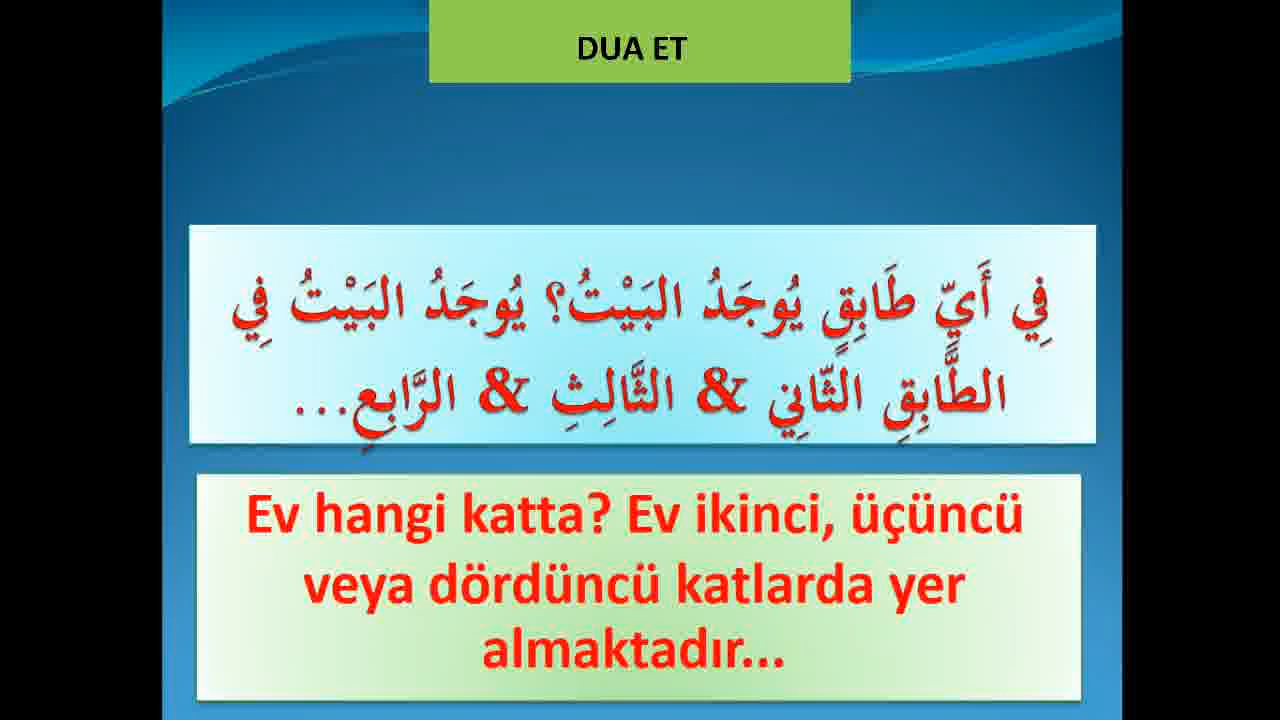 DUA ET
فِي أَيِّ طَابِقٍ يُوجَدُ البَيْتُ؟ يُوجَدُ البَيْتُ فِي
الطَّابِقِ الثَّانِي & الثَّالِثِ & الرَّابِعِ...
Ev hangi katta? Ev ikinci, üçüncü
veya dördüncü katlarda yer
almaktadır...